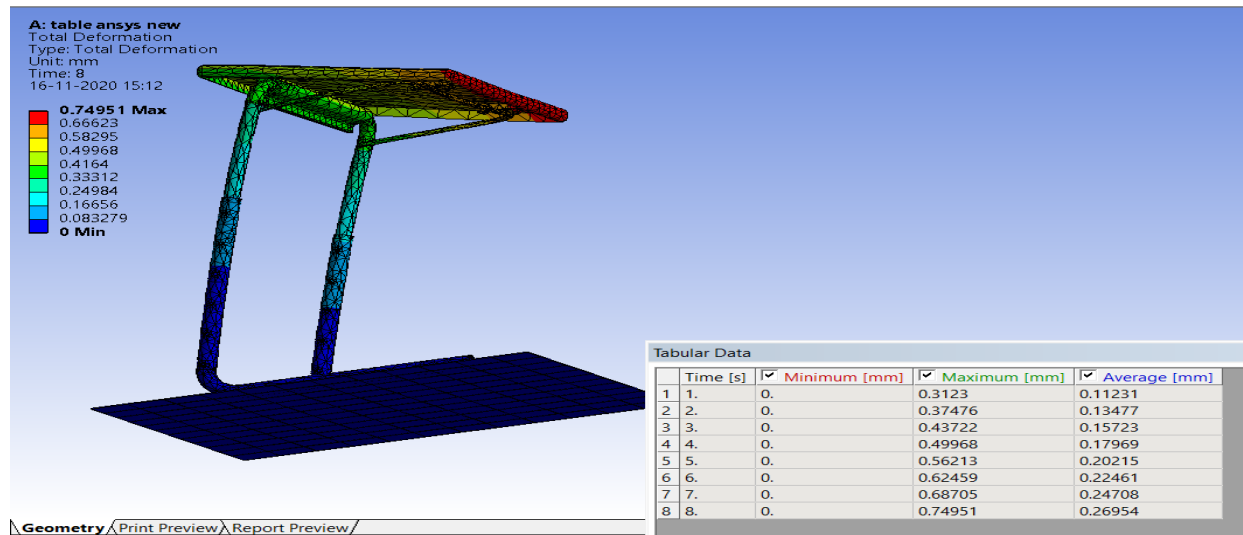 A: table ansys new
Total Deformation
Type: Total Deformation
Unit: mm
Time: 8
16-11-2020 15:12
0.74951 Max
0.66623
0.58295
0.49968
0.4164
0.33312
0.24984
0.16656
0.083279
0 Min
Tabular Data
Time [s] Minimum [mm] Maximum [mm] Average [mm]
1 1. 0. 0.3123 0.11231
2 2. 0. 0.37476 0.13477
3 3. 0. 0.43722 0.15723
4 4. 0. 0.49968 0.17969
5 5. 0. 0.56213 0.20215
6 6. 0. 0.62459 0.22461
7 7. 0. 0.68705 0.24708
8 8. 0. 0.74951 0.26954
Geometry Print Preview Report Preview